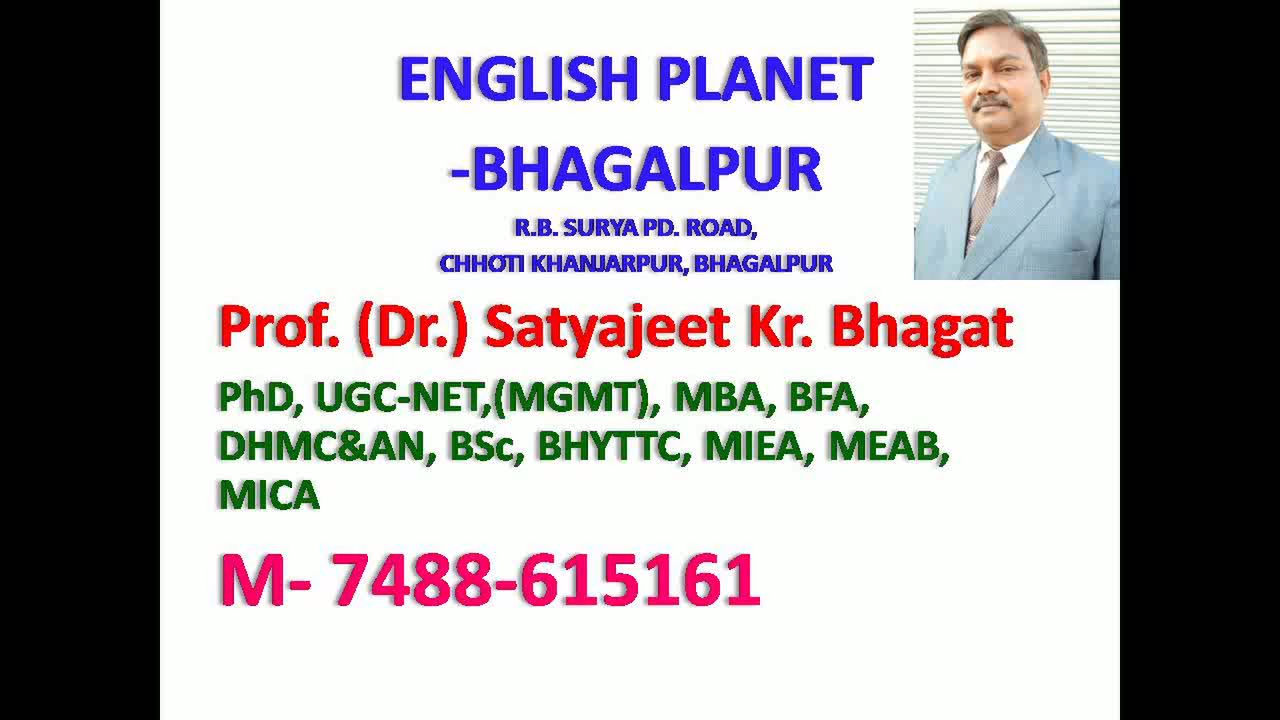 ENGLISH PLANET
-BHAGALPUR
R.B. SURYA PD. ROAD,
CHHOTI KHANJARPUR, BHAGALPUR
Prof. (Dr.) Satyajeet Kr. Bhagat
PhD, UGC-NET,(MGMT), MBA, BFA,
DHMC&AN, BSc, BHYTTC, MIEA, MEAB,
MICA
M- 7488-615161